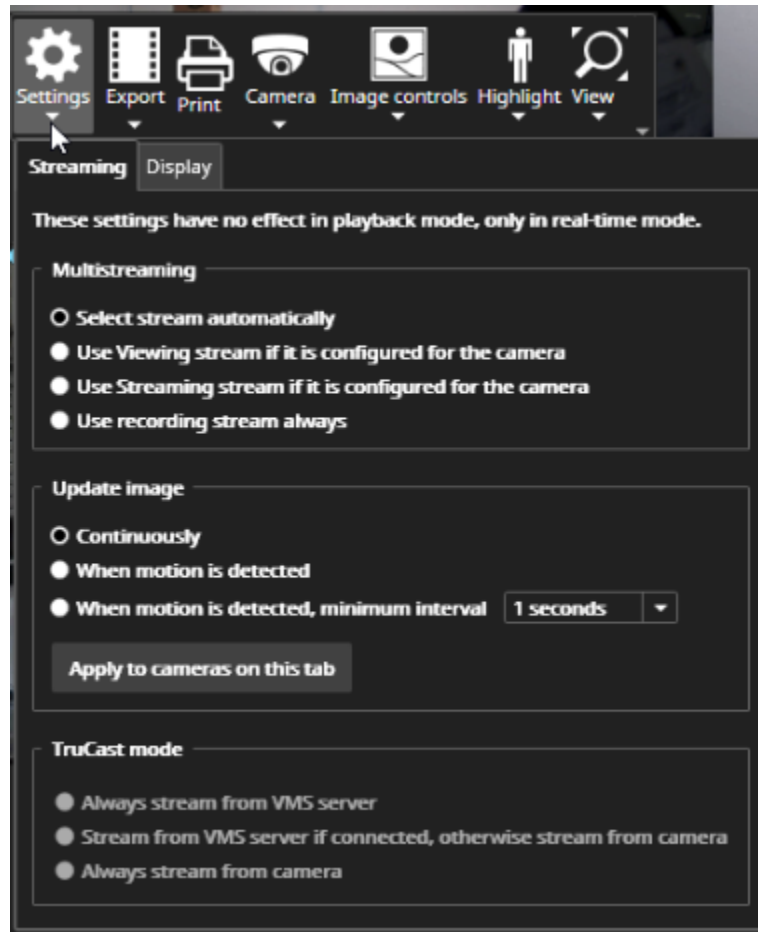 Settings Export Print Camera Image controls Highlight View
Streaming Display
These settings have no effect in playback mode, only in real-time mode.
Multistreaming
Select stream automatically
Use Viewing stream if it is configured for the camera
Use Streaming stream if it is configured for the camera
Use recording stream always
Update image
Continuously
When motion is detected
When motion is detected, minimum interval 1 seconds
Apply to cameras on this tab
TruCast mode
Always stream from VMS server
Stream from VMS server if connected, otherwise stream from camera
Always stream from camera